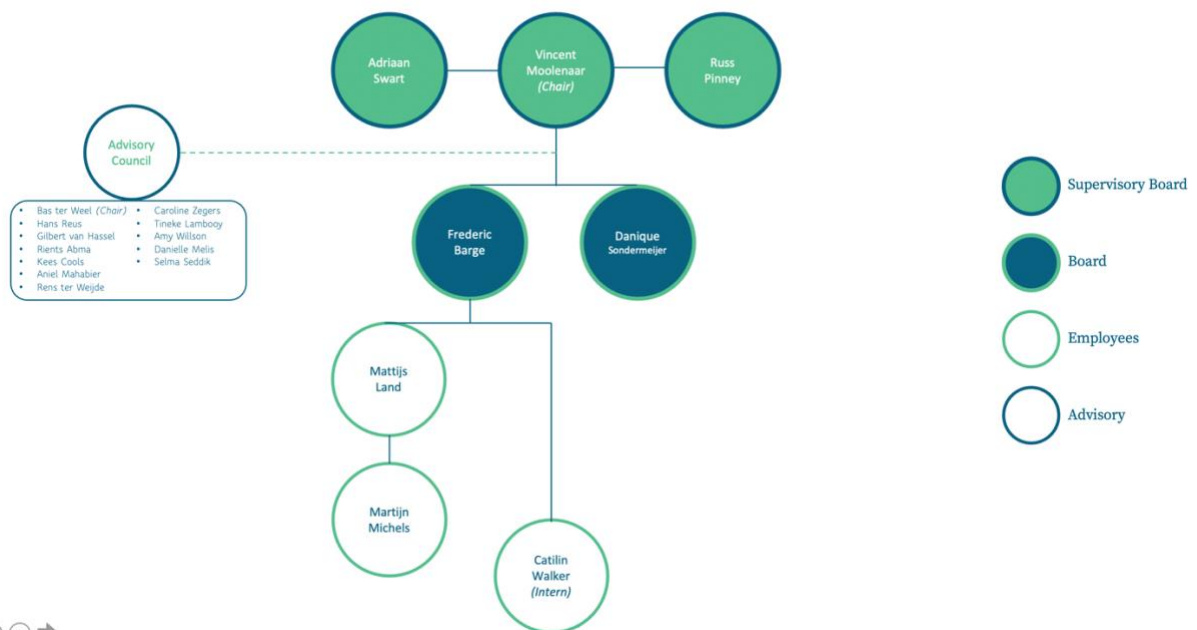 Adriaan
Swart
Vincent
Moolenaar
(Chair)
Russ
Pinney
Advisory
Council
• Bas ter Weel (Chair)
• Hans Reus
• Gilbert van Hassel
• Rients Abma
• Kees Cools
• Aniel Mahabier
• Rens ter Weijde
• Caroline Zegers
• Tineke Lambooy
• Amy Willson
• Danielle Melis
• Selma Seddik
Frederic
Barge
Danique
Sondermeijer
Mattijs
Land
Martijn
Michels
Catilin
Walker
(Intern)
Supervisory Board
Board
Employees
Advisory